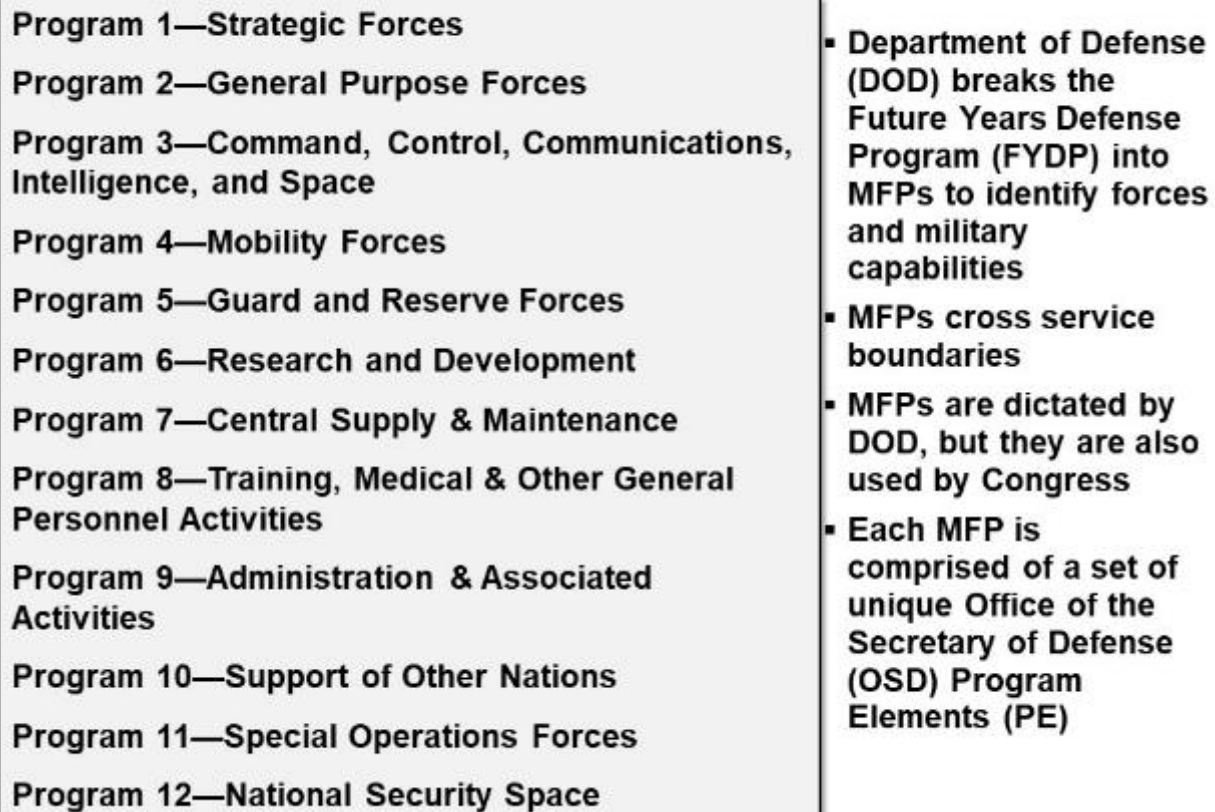 Program 1—Strategic Forces
Program 2—General Purpose Forces
Program 3—Command, Control, Communications,
Intelligence, and Space
Program 4—Mobility Forces
Program 5—Guard and Reserve Forces
Program 6—Research and Development
Program 7—Central Supply & Maintenance
Program 8—Training, Medical & Other General
Personnel Activities
Program 9—Administration & Associated
Activities
Program 10—Support of Other Nations
Program 11—Special Operations Forces
Program 12—National Security Space
▪ Department of Defense
(DOD) breaks the
Future Years Defense
Program (FYDP) into
MFPs to identify forces
and military
capabilities
▪ MFPs cross service
boundaries
▪ MFPs are dictated by
DOD, but they are also
used by Congress
▪ Each MFP is
comprised of a set of
unique Office of the
Secretary of Defense
(OSD) Program
Elements (PE)